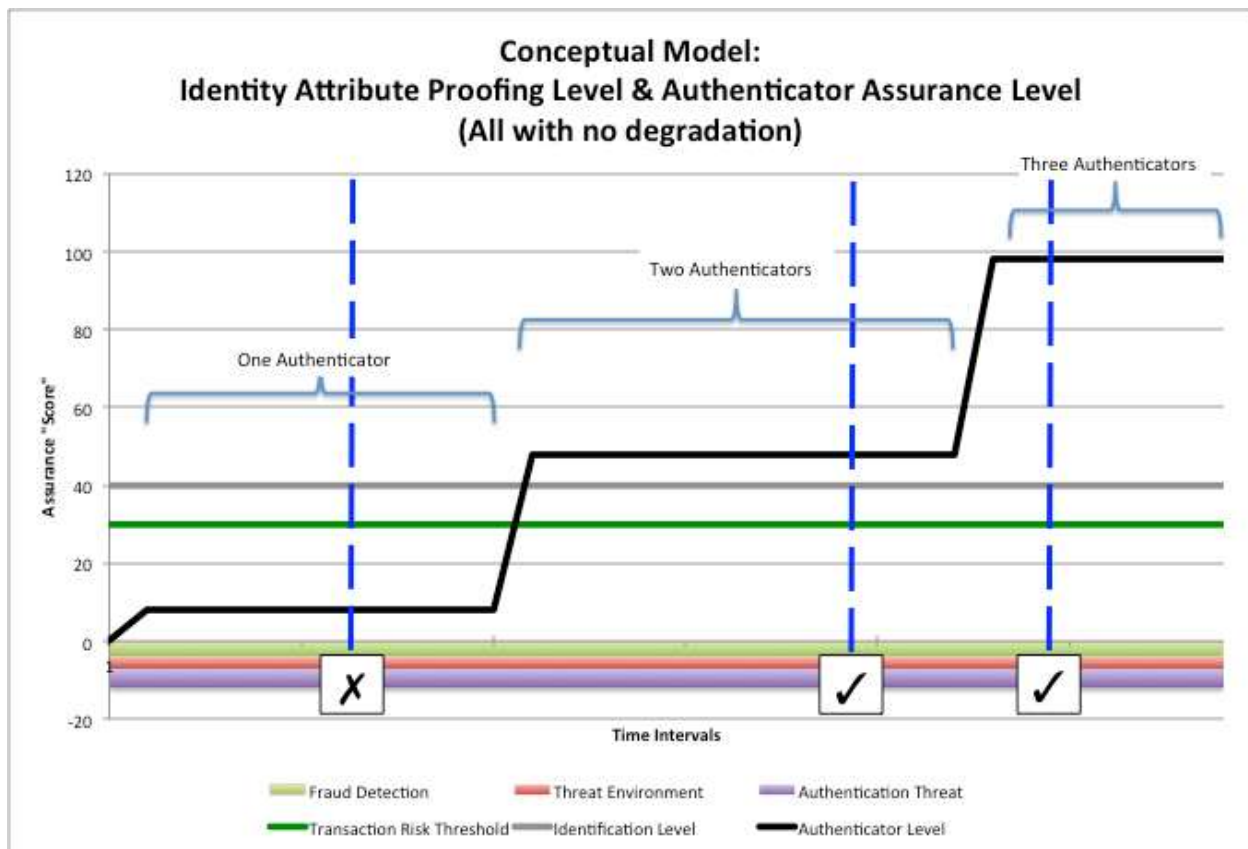 Conceptual Model:
Identity Attribute Proofing Level & Authenticator Assurance Level
(All with no degradation)
Three Authenticators
Two Authenticators
One Authenticator
Assurance "Score"
120
100
80
60
40
20
0
-20
1
✗
✓
✓
Time Intervals
Fraud Detection
Threat Environment
Authentication Threat
Transaction Risk Threshold
Identification Level
Authenticator Level